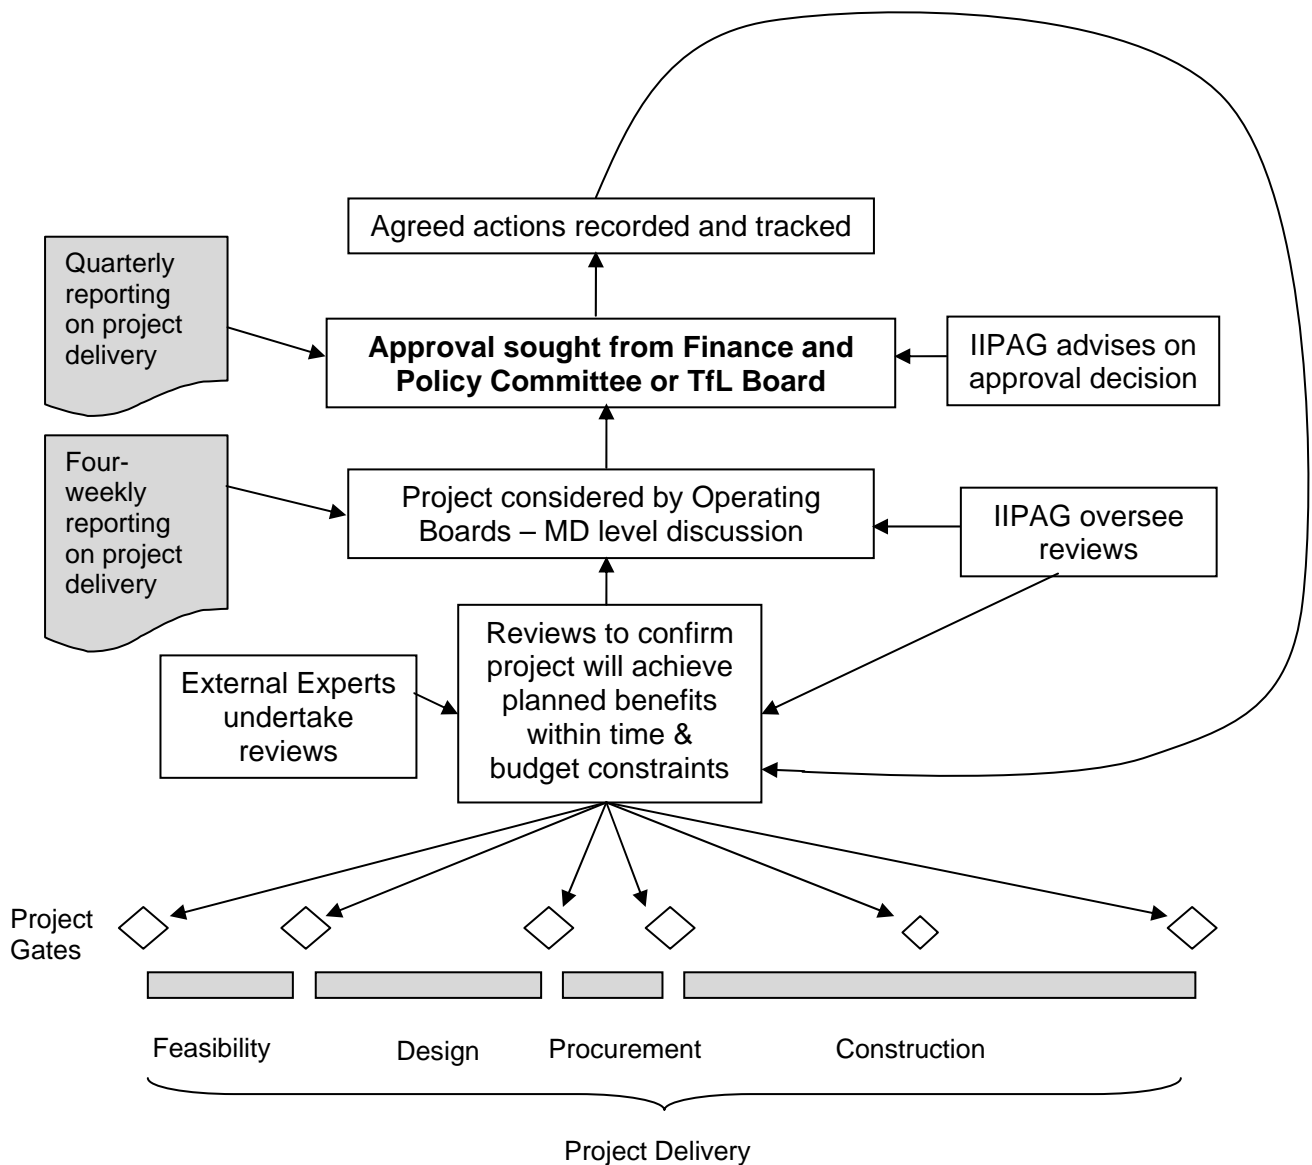 Agreed actions recorded and tracked
Quarterly
reporting
on project
delivery
Approval sought from Finance and
Policy Committee or TfL Board
IIPAG advises on
approval decision
Four-
weekly
reporting
on project
delivery
Project considered by Operating
Boards – MD level discussion
IIPAG oversee
reviews
External Experts
undertake
reviews
Reviews to confirm
project will achieve
planned benefits
within time &
budget constraints
Project
Gates
Feasibility
Design
Procurement
Construction
Project Delivery